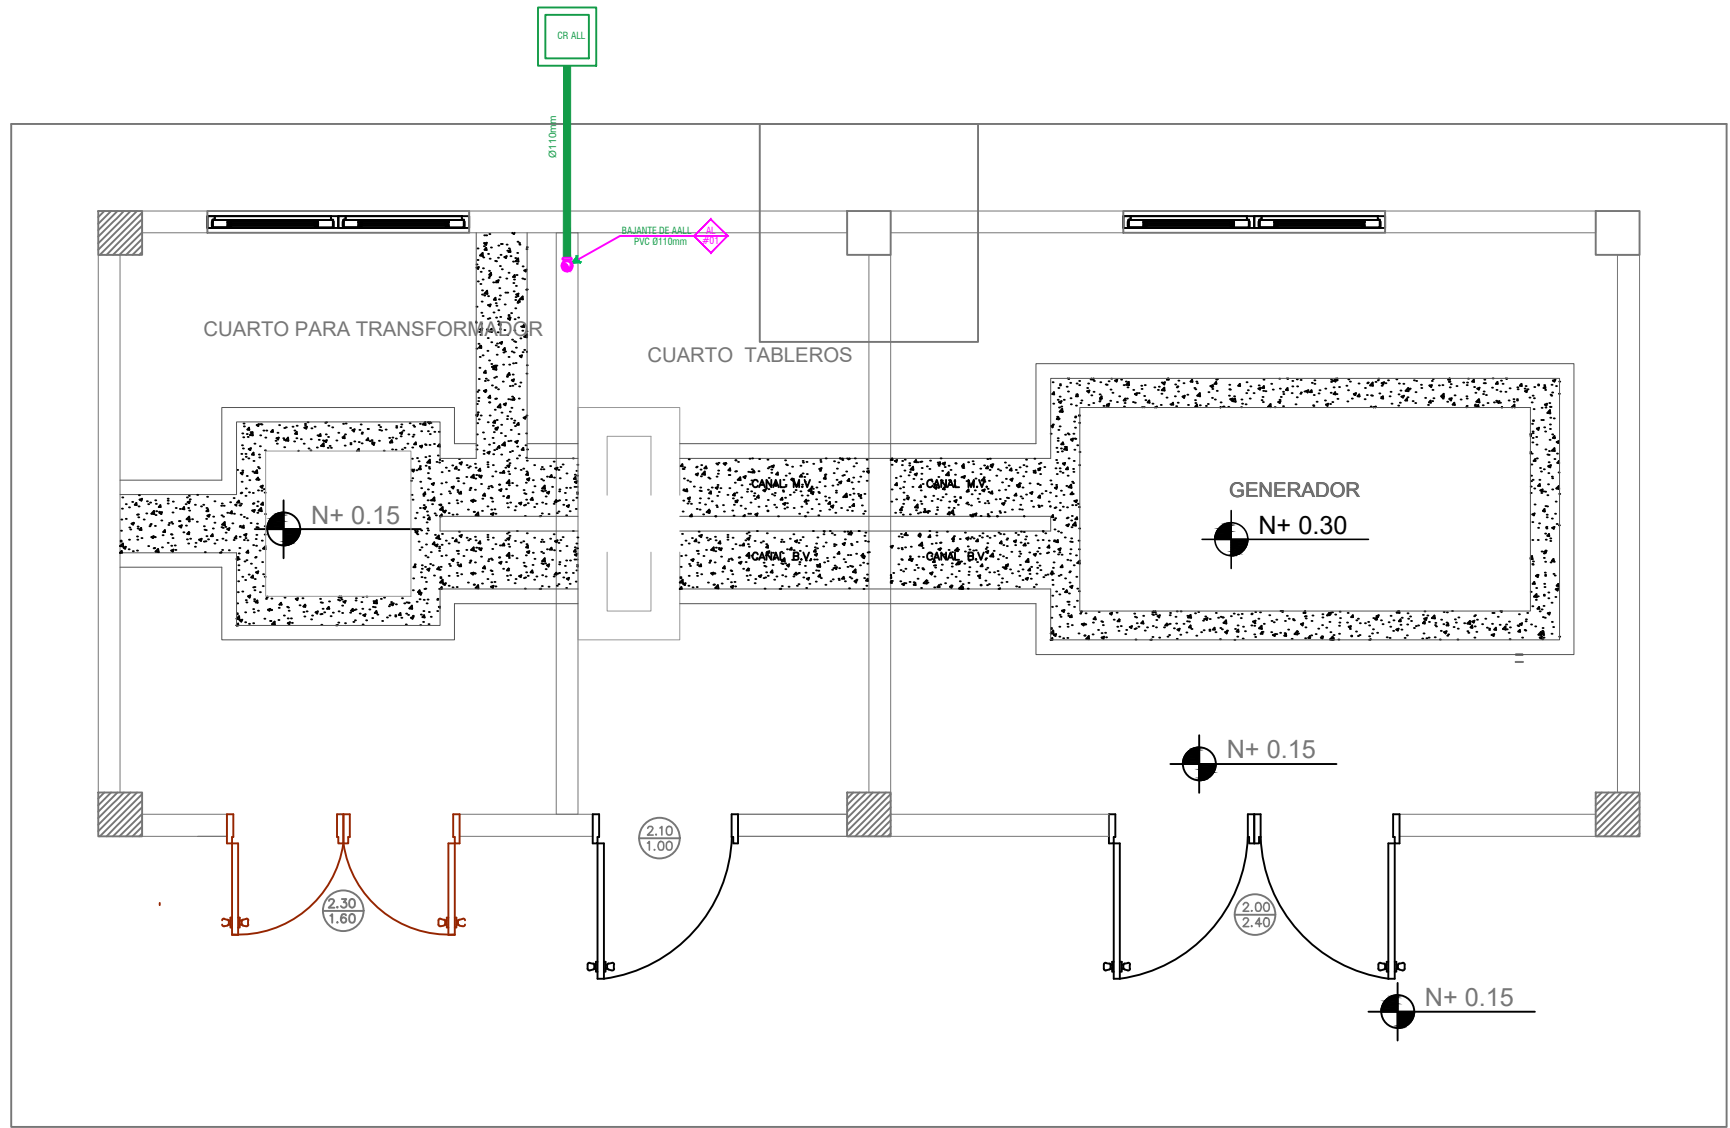 CR ALL
Ø110mm
BAJANTE DE AALL
PVC Ø110mm
AL
#01
CUARTO PARA TRANSFORMADOR
CUARTO TABLEROS
CANAL M.V.
CANAL M.V.
GENERADOR
N+ 0.15
N+ 0.30
CANAL B.V.
CANAL B.V.
N+ 0.15
2.10
1.00
2.30
1.60
2.00
2.40
N+ 0.15